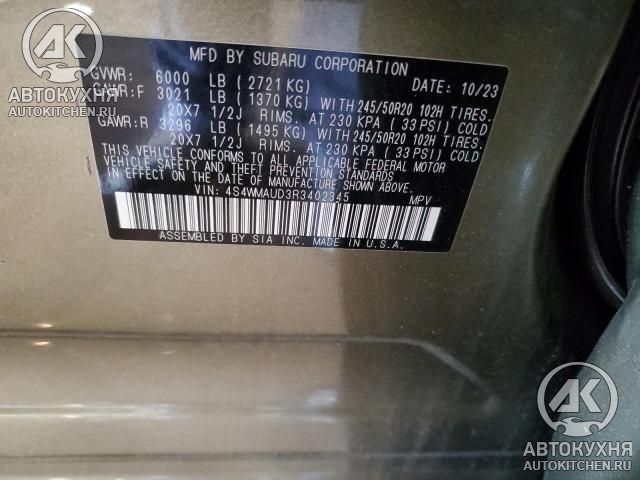 MFD BY SUBARU CORPORATION
GVWR: 6000 LB ( 2721 KG) DATE: 10/23
GAWR:F 3021 LB ( 1370 KG) WITH 245/50R20 102H TIRES.
20X7 1/2J RIMS. AT 230 KPA ( 33 PSI) COLD
GAWR:R 3296 LB ( 1495 KG) WITH 245/50R20 102H TIRES.
20X7 1/2J RIMS. AT 230 KPA ( 33 PSI) COLD
THIS VEHICLE CONFORMS TO ALL APPLICABLE FEDERAL MOTOR
VEHICLE SAFETY AND THEFT PREVENTION STANDARDS
IN EFFECT ON THE DATE OF MANUFACTURE SHOWN ABOVE.
VIN: 4S4WMAUD3R3402345 MPV
ASSEMBLED BY SIA INC. MADE IN U.S.A.
АК
АВТОКУХНЯ
AUTOKITCHEN.RU
АК
АВТОКУХНЯ
AUTOKITCHEN.RU